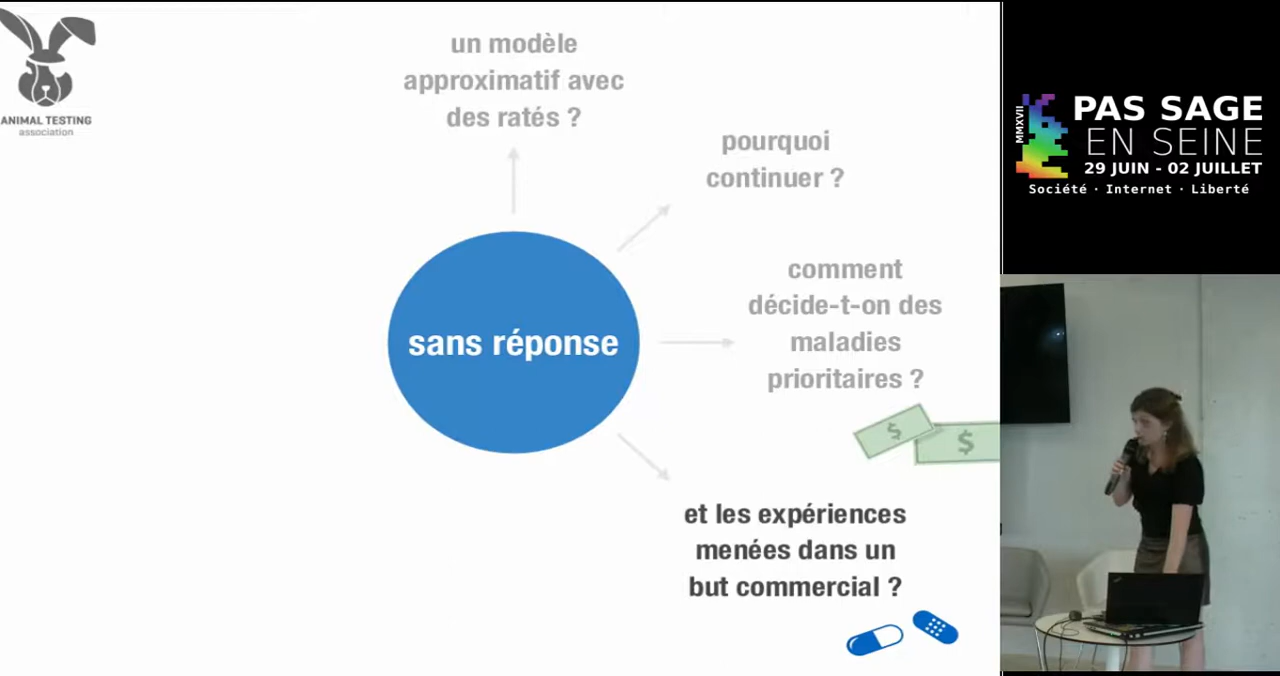 ANIMAL TESTING
association
un modèle
approximatif avec
des ratés ?
pourquoi
continuer ?
comment
décide-t-on des
maladies
prioritaires ?
sans réponse
$
$
et les expériences
menées dans un
but commercial ?
MMXVII
PAS SAGE
EN SEINE
29 JUIN - 02 JUILLET
Société · Internet · Liberté